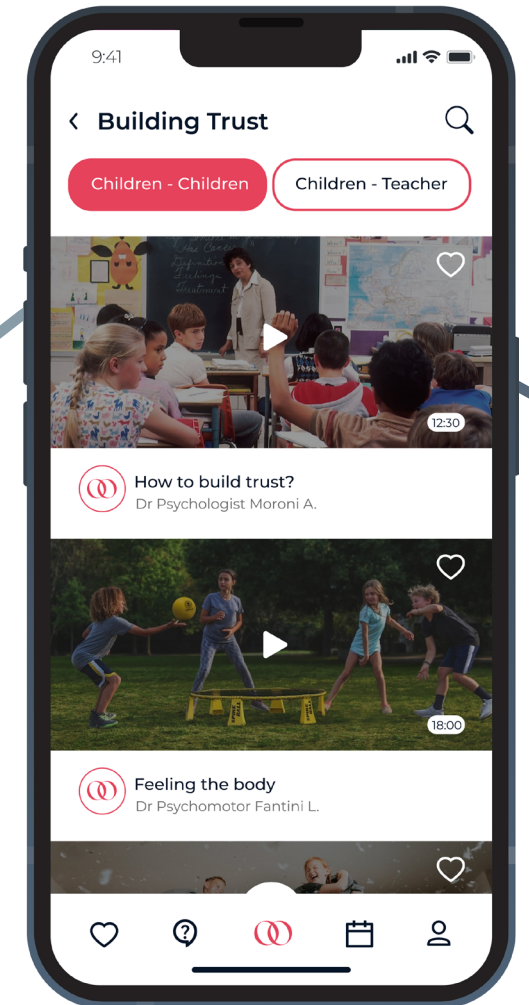 9:41
Building Trust
Children - Children
Children - Teacher
12:30
How to build trust?
Dr Psychologist Moroni A.
18:00
Feeling the body
Dr Psychomotor Fantini L.